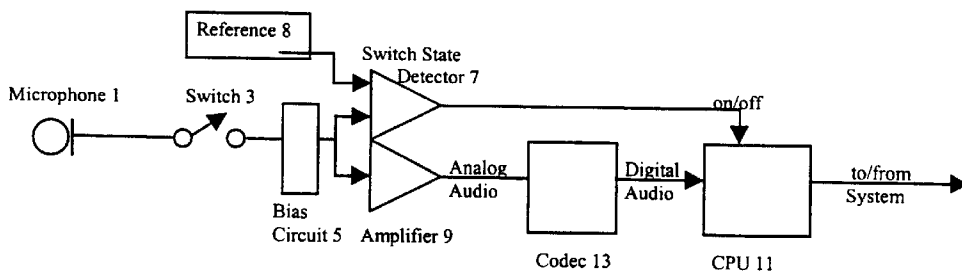 Reference 8
Switch State
Detector 7
Microphone 1
Switch 3
on/off
Analog
Audio
Digital
Audio
to/from
System
Bias
Circuit 5
Amplifier 9
Codec 13
CPU 11